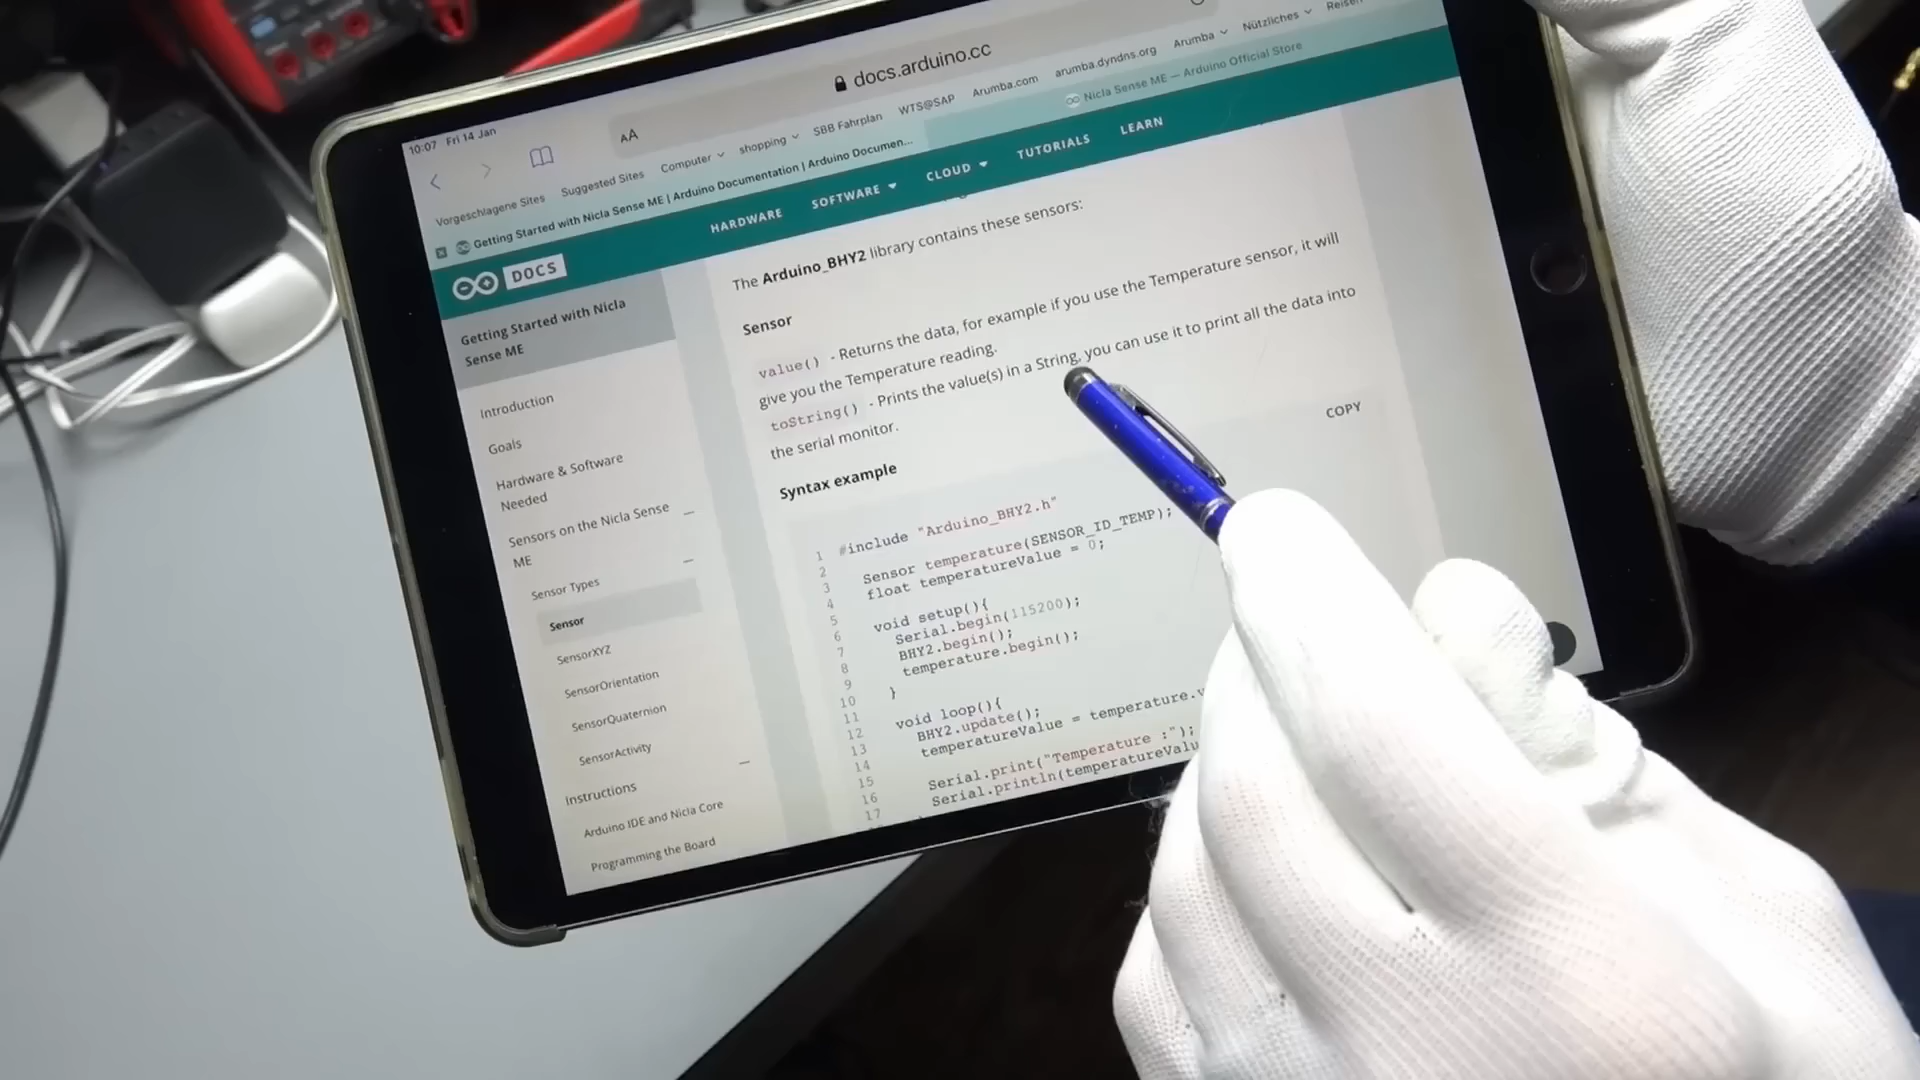 10:07 Fri 14 Jan
AA
docs.arduino.cc
Vorgeschlagene Sites
Suggested Sites
Computer
shopping
SBB Fahrplan
WTS@SAP
Arumba.com
arumba.dyndns.org
Arumba
Nützliches
Reisen
Getting Started with Nicla Sense ME | Arduino Documentation | Arduino Documen...
Nicla Sense ME — Arduino Official Store
DOCS
HARDWARE
SOFTWARE
CLOUD
TUTORIALS
LEARN
Getting Started with Nicla
Sense ME
Introduction
Goals
Hardware & Software
Needed
Sensors on the Nicla Sense
ME
Sensor Types
Sensor
SensorXYZ
SensorOrientation
SensorQuaternion
SensorActivity
Instructions
Arduino IDE and Nicla Core
Programming the Board
The Arduino_BHY2 library contains these sensors:
Sensor
value() - Returns the data, for example if you use the Temperature sensor, it will
give you the Temperature reading.
toString() - Prints the value(s) in a String, you can use it to print all the data into
the serial monitor.
Syntax example
COPY
1 #include "Arduino_BHY2.h"
2
3 Sensor temperature(SENSOR_ID_TEMP);
4 float temperatureValue = 0;
5
6 void setup(){
7 Serial.begin(115200);
8 BHY2.begin();
9 temperature.begin();
10 }
11
12 void loop(){
13 BHY2.update();
14 temperatureValue = temperature.v
15
16 Serial.print("Temperature :");
17 Serial.println(temperatureValu